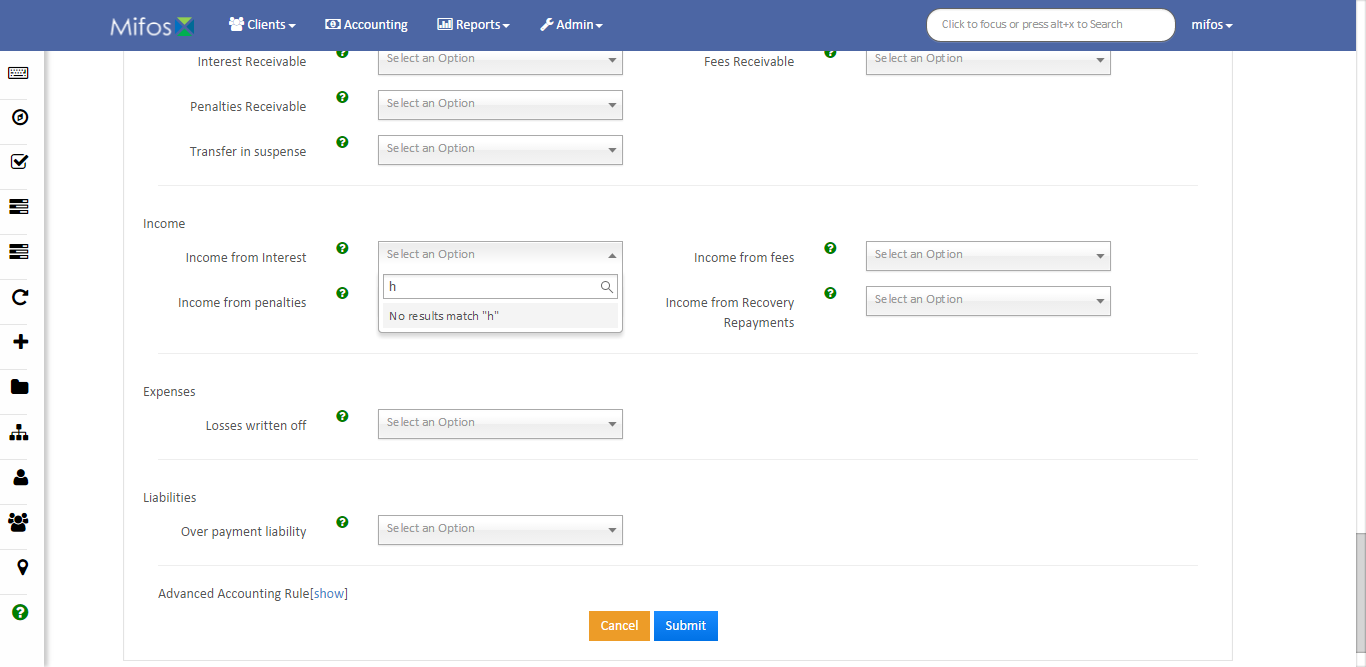 Mifos Clients Accounting Reports Admin Click to focus or press alt+x to Search mifos
Interest Receivable ? Select an Option Fees Receivable ? Select an Option
Penalties Receivable ? Select an Option
Transfer in suspense ? Select an Option
Income
Income from Interest ? Select an Option Income from fees ? Select an Option
h
Income from penalties ? Income from Recovery ? Select an Option
No results match "h"
Repayments
Expenses
Losses written off ? Select an Option
Liabilities
Over payment liability ? Select an Option
Advanced Accounting Rule[show]
Cancel Submit
?